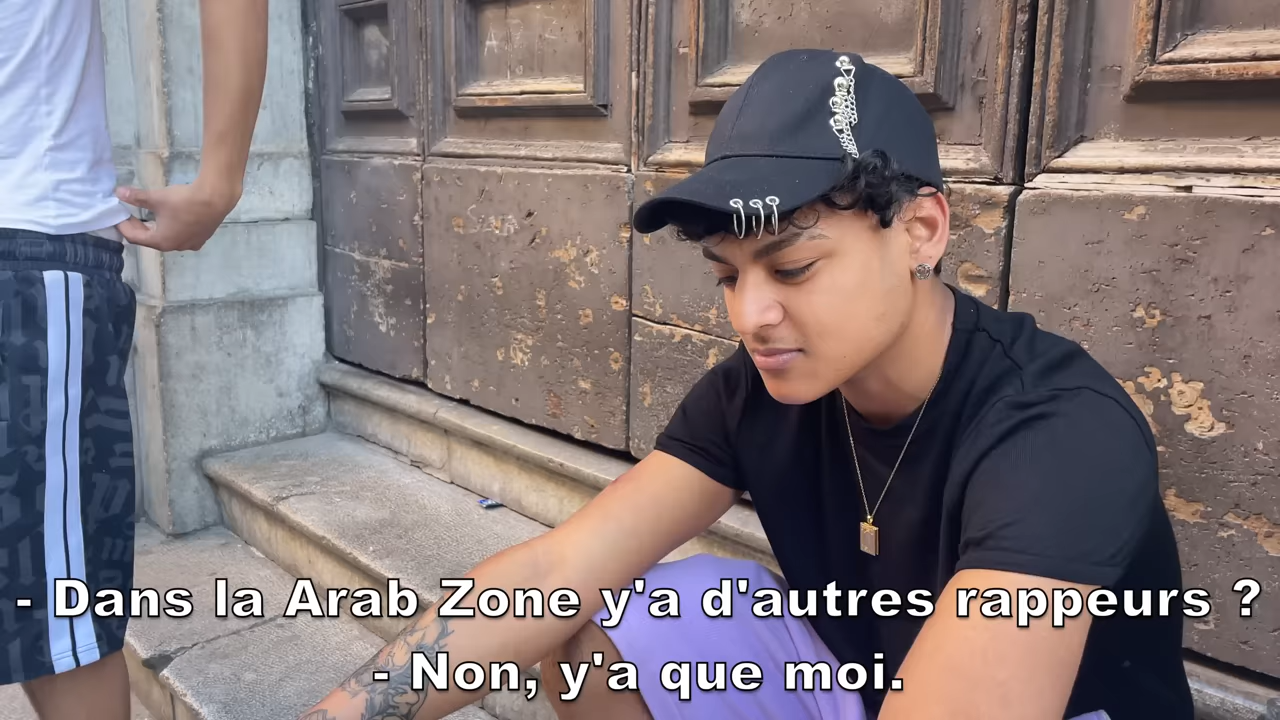 - Dans la Arab Zone y'a d'autres rappeurs ?
- Non, y'a que moi.